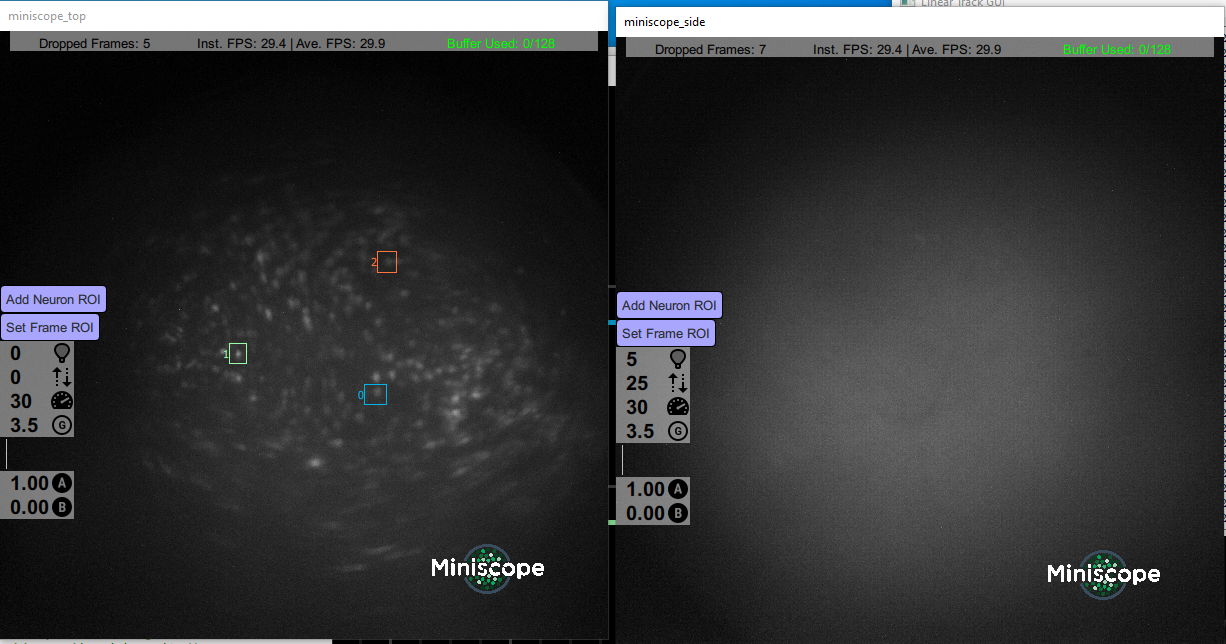 miniscope_top
Dropped Frames: 5
Inst. FPS: 29.4 | Ave. FPS: 29.9
Buffer Used: 0/128
2
1
0
Add Neuron ROI
Set Frame ROI
0
0
30
3.5 G
1.00 A
0.00 B
Miniscope
Linear Track GUI
miniscope_side
Dropped Frames: 7
Inst. FPS: 29.4 | Ave. FPS: 29.9
Buffer Used: 0/128
Add Neuron ROI
Set Frame ROI
5
25
30
3.5 G
1.00 A
0.00 B
Miniscope